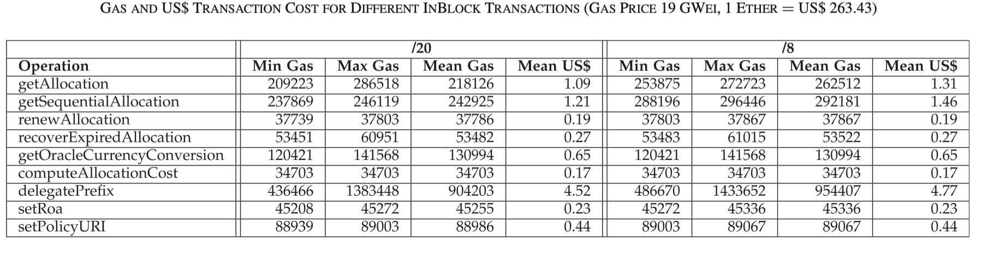 GAS AND US$ TRANSACTION COST FOR DIFFERENT INBLOCK TRANSACTIONS (GAS PRICE 19 GWEI, 1 ETHER = US$ 263.43)
/20 /8
Operation Min Gas Max Gas Mean Gas Mean US$ Min Gas Max Gas Mean Gas Mean US$
getAllocation 209223 286518 218126 1.09 253875 272723 262512 1.31
getSequentialAllocation 237869 246119 242925 1.21 288196 296446 292181 1.46
renewAllocation 37739 37803 37786 0.19 37803 37867 37867 0.19
recoverExpiredAllocation 53451 60951 53482 0.27 53483 61015 53522 0.27
getOracleCurrencyConversion 120421 141568 130994 0.65 120421 141568 130994 0.65
computeAllocationCost 34703 34703 34703 0.17 34703 34703 34703 0.17
delegatePrefix 436466 1383448 904203 4.52 486670 1433652 954407 4.77
setRoa 45208 45272 45255 0.23 45272 45336 45336 0.23
setPolicyURI 88939 89003 88986 0.44 89003 89067 89067 0.44